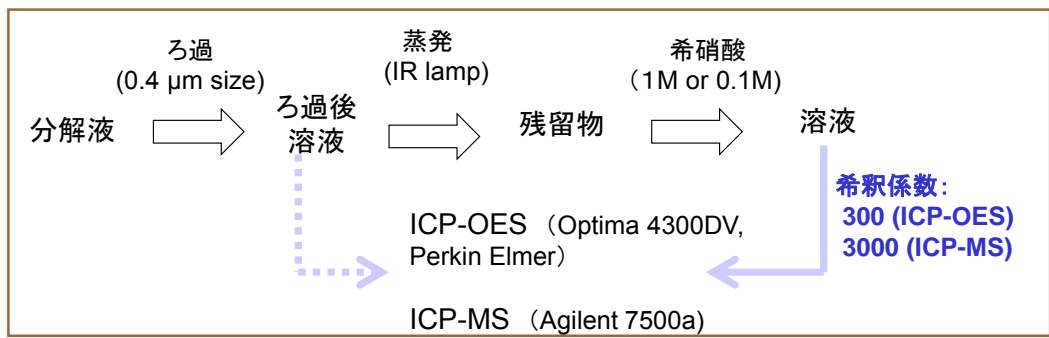 ろ過
(0.4 µm size)
蒸発
(IR lamp)
希硝酸
（１M or 0.1M）
分解液
ろ過後
溶液
残留物
溶液
希釈係数：
300 (ICP-OES)
3000 (ICP-MS)
ICP-OES （Optima 4300DV,
Perkin Elmer）
ICP-MS （Agilent 7500a)